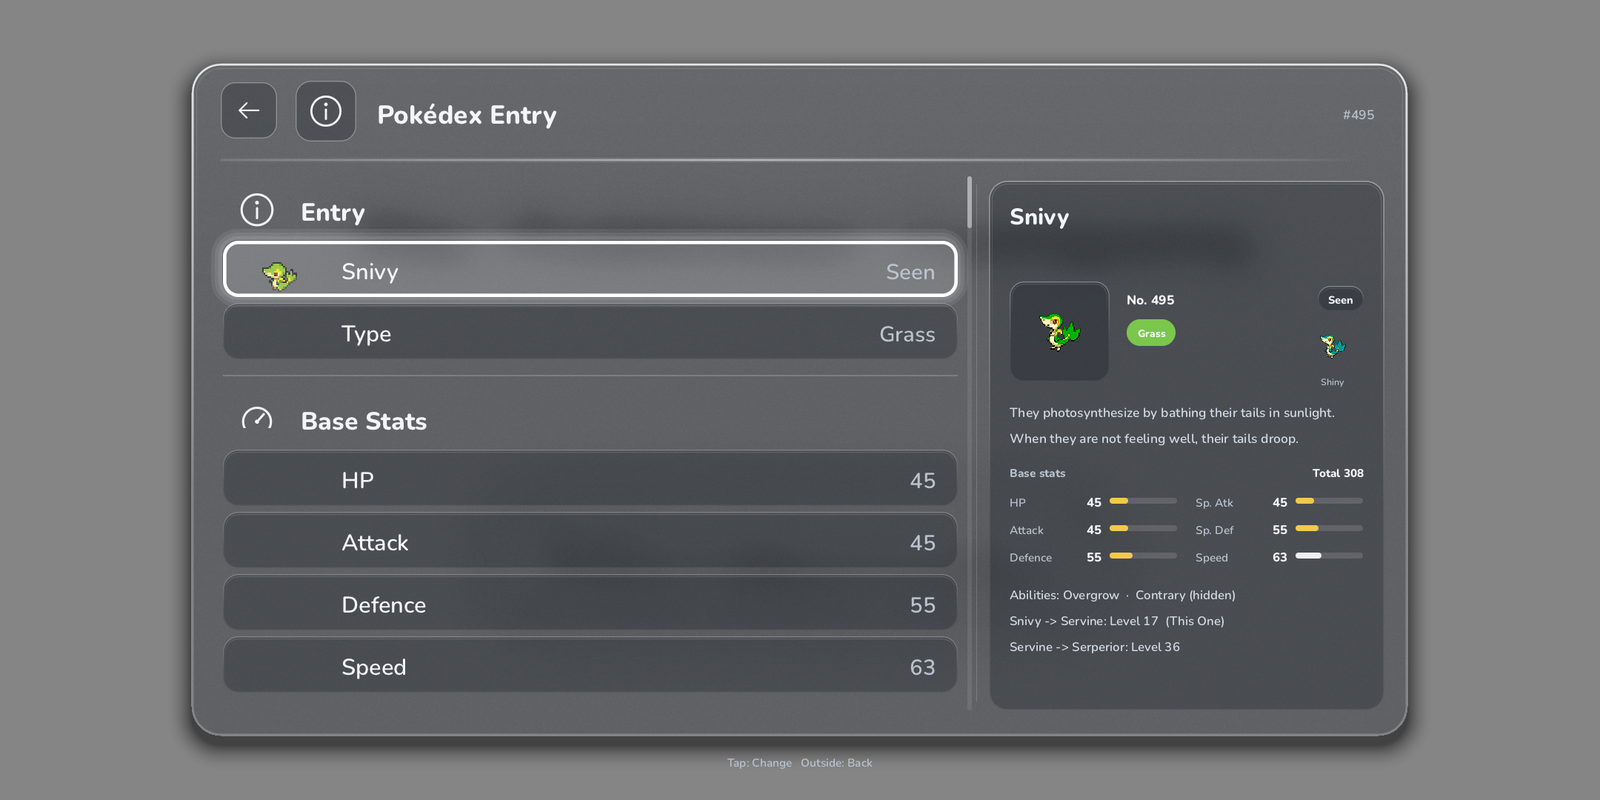 Pokédex Entry
#495
Entry
Snivy Seen
Type Grass
Base Stats
HP 45
Attack 45
Defence 55
Speed 63
Snivy
No. 495
Seen
Grass
Shiny
They photosynthesize by bathing their tails in sunlight.
When they are not feeling well, their tails droop.
Base stats Total 308
HP 45 Sp. Atk 45
Attack 45 Sp. Def 55
Defence 55 Speed 63
Abilities: Overgrow · Contrary (hidden)
Snivy -> Servine: Level 17 (This One)
Servine -> Serperior: Level 36
Tap: Change Outside: Back